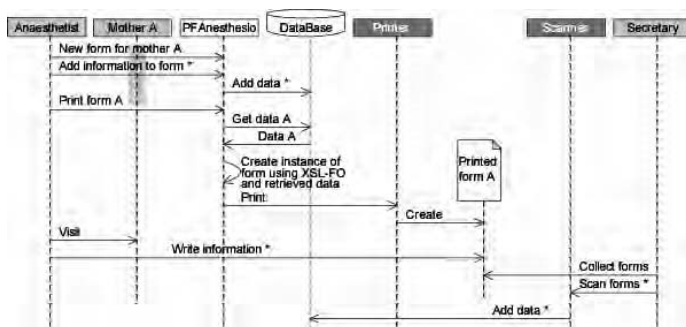 Anaesthetist Mother A PFAnesthesio DataBase Printer Scanner Secretary
New form for mother A
Add information to form *
Add data *
Print form A
Get data A
Data A
Create instance of
form using XSL-FO
and retrieved data
Printed
form A
Print
Create
Visit
Write information *
Collect forms
Scan forms *
Add data *